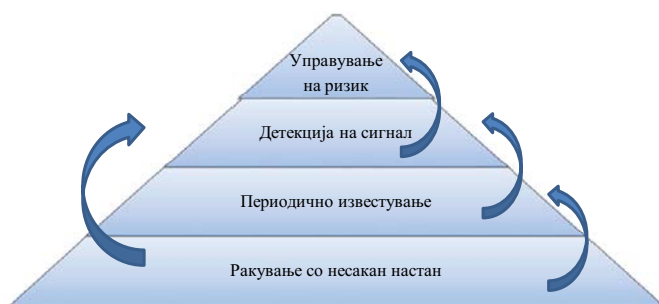 Управување
на ризик
Детекција на сигнал
Периодично известување
Ракување со несакан настан